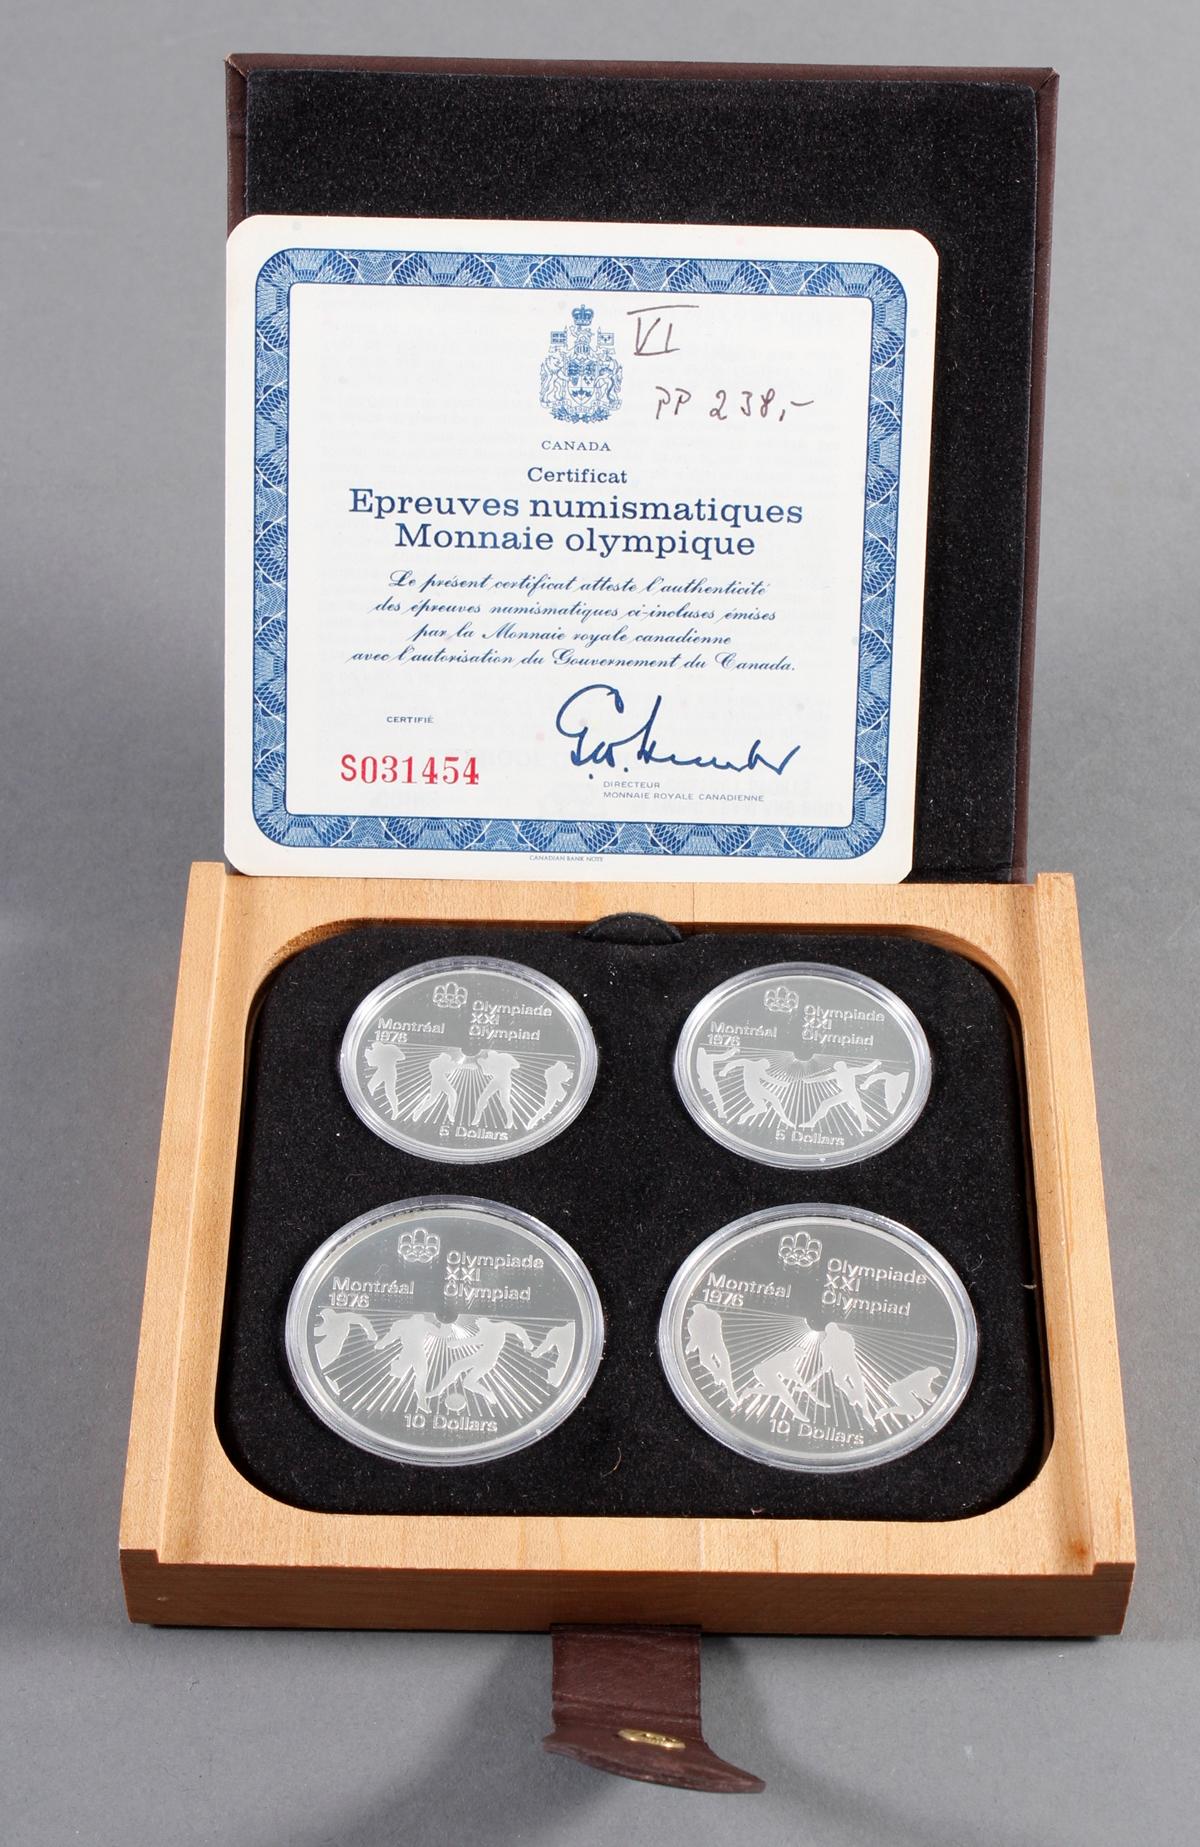 VI
PP 238,-
CANADA
Certificat
Epreuves numismatiques
Monnaie olympique
Le présent certificat atteste l'authenticité
des épreuves numismatiques ci-incluses émises
par la Monnaie royale canadienne
avec l'autorisation du Gouvernement du Canada.
CERTIFIÉ
S031454
DIRECTEUR
MONNAIE ROYALE CANADIENNE
CANADIAN BANK NOTE
Olympiade
XXI
Olympiad
Montréal
1976
5 Dollars
Olympiade
XXI
Olympiad
Montréal
1976
5 Dollars
Olympiade
XXI
Olympiad
Montréal
1976
10 Dollars
Olympiade
XXI
Olympiad
Montréal
1976
10 Dollars